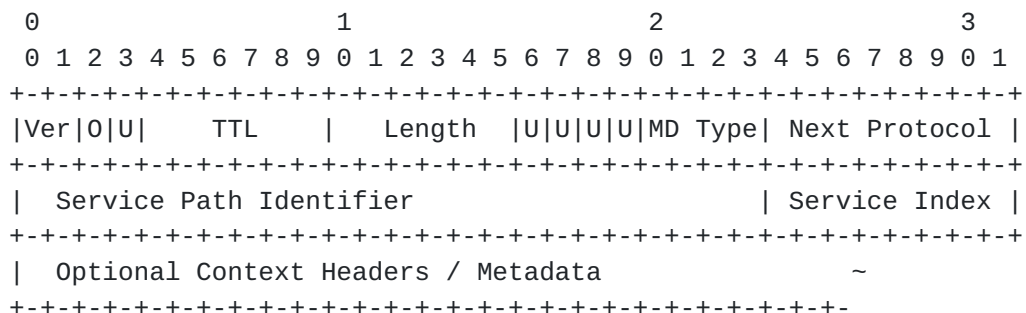 0                   1                   2                   3
 0 1 2 3 4 5 6 7 8 9 0 1 2 3 4 5 6 7 8 9 0 1 2 3 4 5 6 7 8 9 0 1
+-+-+-+-+-+-+-+-+-+-+-+-+-+-+-+-+-+-+-+-+-+-+-+-+-+-+-+-+-+-+-+-+
|Ver|O|U|    TTL    |   Length  |U|U|U|U|MD Type| Next Protocol |
+-+-+-+-+-+-+-+-+-+-+-+-+-+-+-+-+-+-+-+-+-+-+-+-+-+-+-+-+-+-+-+-+
|  Service Path Identifier                      | Service Index |
+-+-+-+-+-+-+-+-+-+-+-+-+-+-+-+-+-+-+-+-+-+-+-+-+-+-+-+-+-+-+-+-+
|  Optional Context Headers / Metadata                ~
+-+-+-+-+-+-+-+-+-+-+-+-+-+-+-+-+-+-+-+-+-+-+-+-+-+-+-